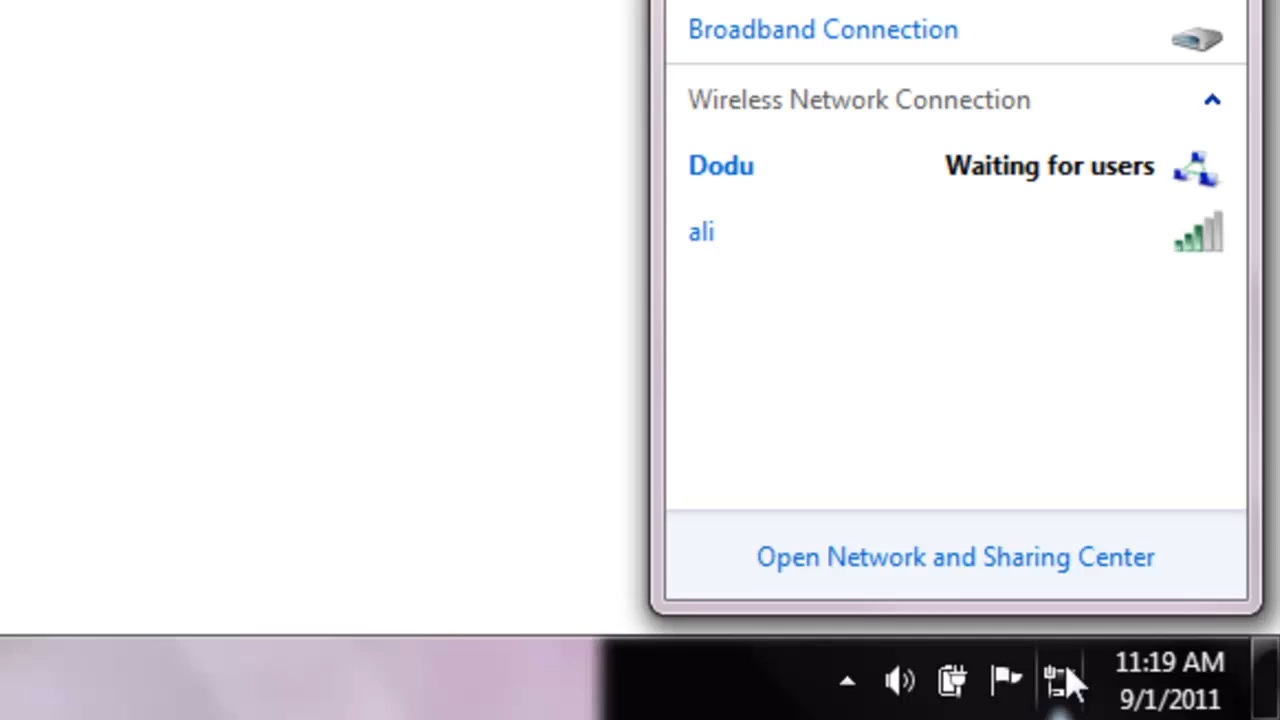 Broadband Connection
Wireless Network Connection
Dodu Waiting for users
ali
Open Network and Sharing Center
11:19 AM
9/1/2011